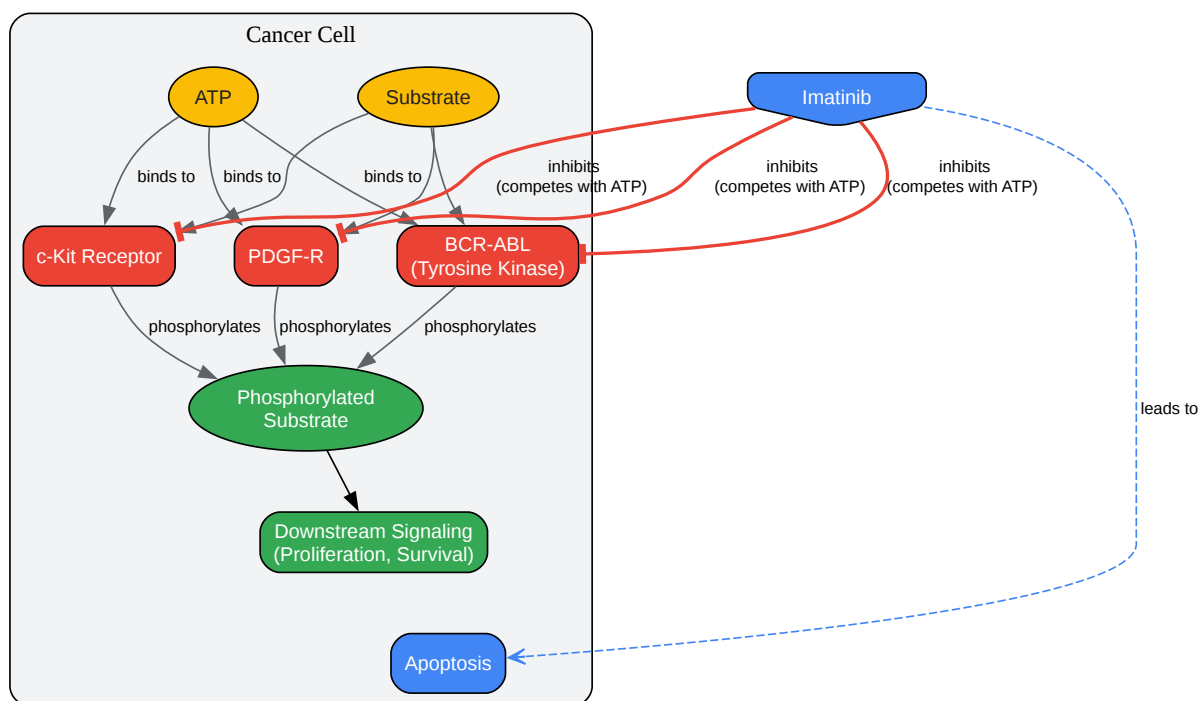 Cancer Cell
ATP
Substrate
Imatinib
binds to
binds to
binds to
inhibits
(competes with ATP)
inhibits
(competes with ATP)
inhibits
(competes with ATP)
c-Kit Receptor
PDGF-R
BCR-ABL
(Tyrosine Kinase)
phosphorylates
phosphorylates
phosphorylates
Phosphorylated
Substrate
leads to
Downstream Signaling
(Proliferation, Survival)
Apoptosis